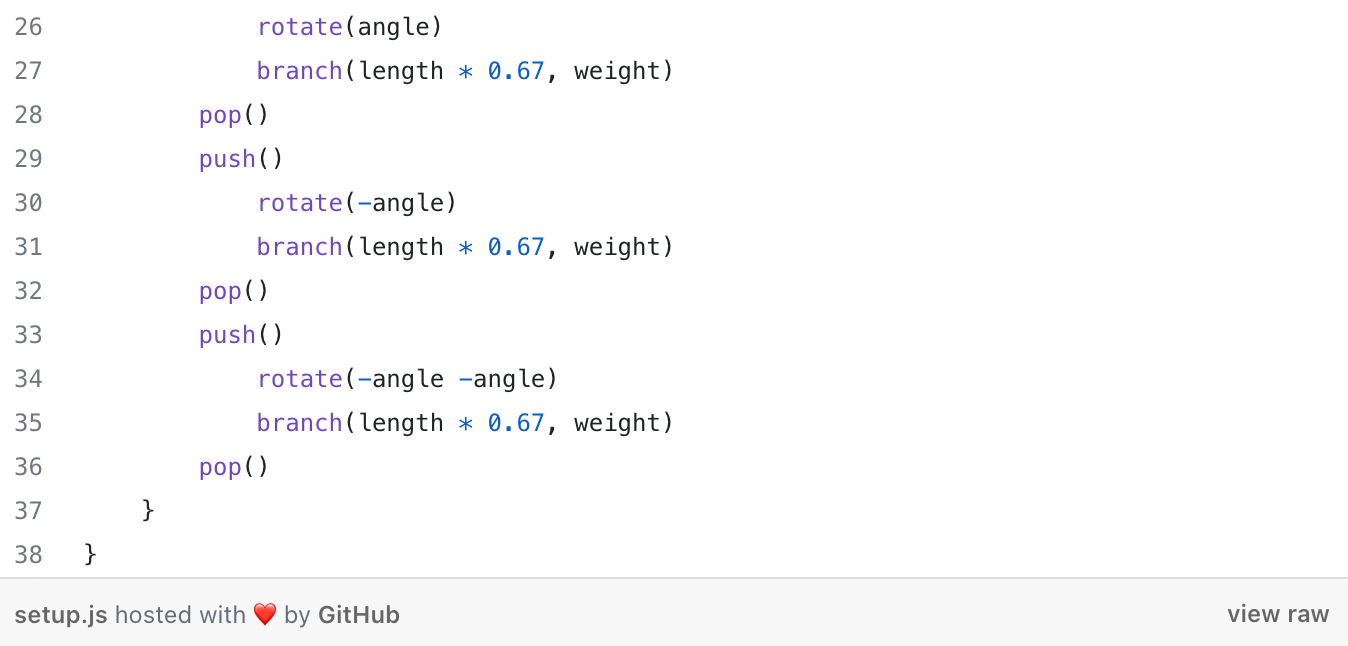 26 rotate(angle)
27 branch(length * 0.67, weight)
28 pop()
29 push()
30 rotate(-angle)
31 branch(length * 0.67, weight)
32 pop()
33 push()
34 rotate(-angle -angle)
35 branch(length * 0.67, weight)
36 pop()
37 }
38 }
setup.js hosted with ❤️ by GitHub view raw